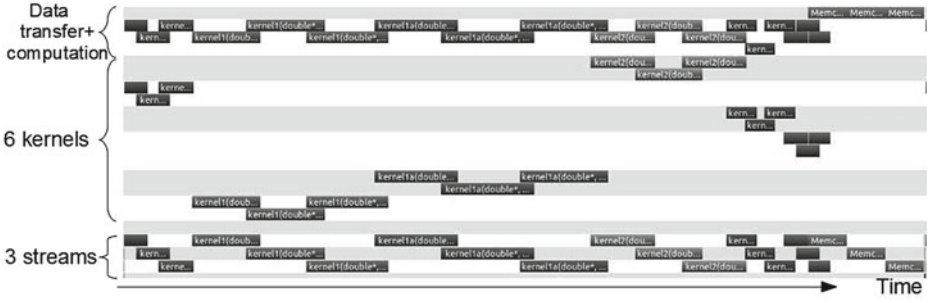 Data
transfer+
computation
Memc... Memc... Memc...
kerne... kernel1(double*... kernel1a(double... kernel1a(double*, ... kernel2(dou... kern... kern...
kern... kernel1(doub... kernel1(double*,... kernel1a(double*,... kernel2(dou... kernel2(dou...
kern...
kernel2(dou... kernel2(dou...
kernel2(doub...
kerne...
kern...
6 kernels
kern... kern...
kern...
kernel1a(double... kernel1a(double*, ...
kernel1a(double*, ...
kernel1(doub... kernel1(double*,...
kernel1(double*...
3 streams
kernel1(doub... kernel1a(double... kernel2(dou... kern... Memc...
kern... kernel1(double*... kernel1a(double*, ... kernel2(doub... kern... Memc...
kerne... kernel1(double*,... kernel1a(double*, ... kernel2(dou... kern... Memc...
Time